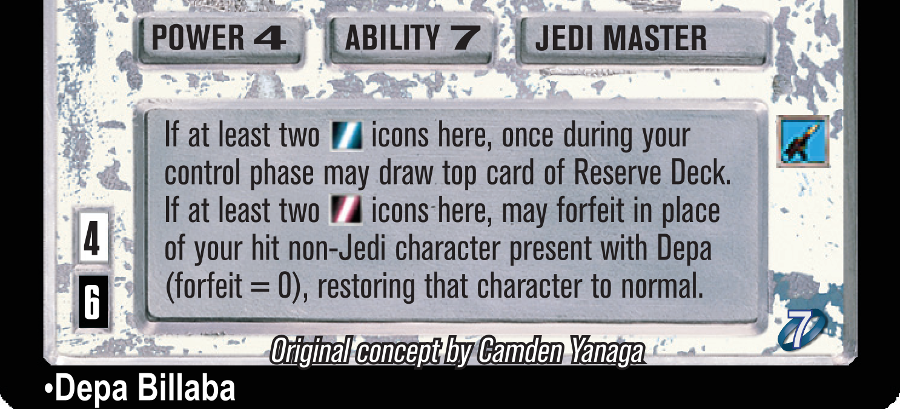 POWER 4 ABILITY 7 JEDI MASTER
If at least two icons here, once during your
control phase may draw top card of Reserve Deck.
If at least two icons here, may forfeit in place
of your hit non-Jedi character present with Depa
(forfeit = 0), restoring that character to normal.
4
6
7
Original concept by Camden Yanaga
•Depa Billaba